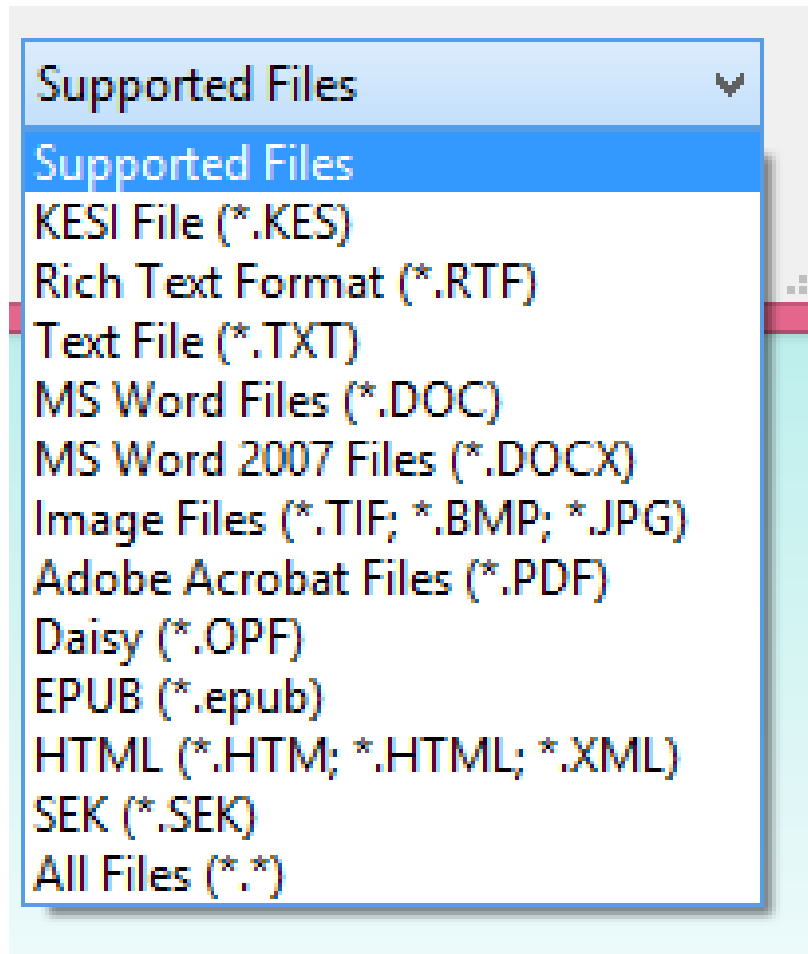 Supported Files
Supported Files
KESI File (*.KES)
Rich Text Format (*.RTF)
Text File (*.TXT)
MS Word Files (*.DOC)
MS Word 2007 Files (*.DOCX)
Image Files (*.TIF; *.BMP; *.JPG)
Adobe Acrobat Files (*.PDF)
Daisy (*.OPF)
EPUB (*.epub)
HTML (*.HTM; *.HTML; *.XML)
SEK (*.SEK)
All Files (*.*)